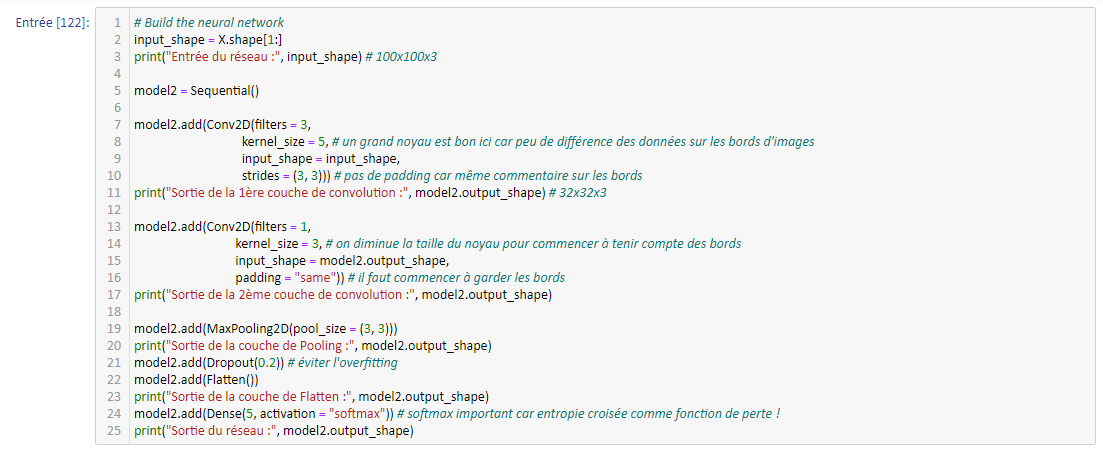 Entrée [122]:
1 # Build the neural network
2 input_shape = X.shape[1:]
3 print("Entrée du réseau :", input_shape) # 100x100x3
4
5 model2 = Sequential()
6
7 model2.add(Conv2D(filters = 3,
8 kernel_size = 5, # un grand noyau est bon ici car peu de différence des données sur les bords d'images
9 input_shape = input_shape,
10 strides = (3, 3))) # pas de padding car même commentaire sur les bords
11 print("Sortie de la 1ère couche de convolution :", model2.output_shape) # 32x32x3
12
13 model2.add(Conv2D(filters = 1,
14 kernel_size = 3, # on diminue la taille du noyau pour commencer à tenir compte des bords
15 input_shape = model2.output_shape,
16 padding = "same")) # il faut commencer à garder les bords
17 print("Sortie de la 2ème couche de convolution :", model2.output_shape)
18
19 model2.add(MaxPooling2D(pool_size = (3, 3)))
20 print("Sortie de la couche de Pooling :", model2.output_shape)
21 model2.add(Dropout(0.2)) # éviter l'overfitting
22 model2.add(Flatten())
23 print("Sortie de la couche de Flatten :", model2.output_shape)
24 model2.add(Dense(5, activation = "softmax")) # softmax important car entropie croisée comme fonction de perte !
25 print("Sortie du réseau :", model2.output_shape)